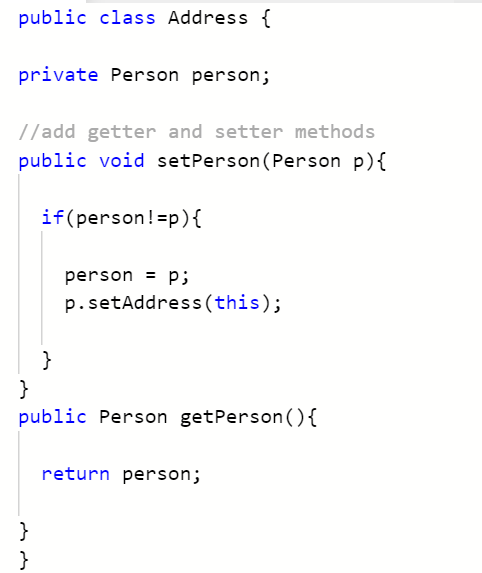 public class Address {
private Person person;
//add getter and setter methods
public void setPerson(Person p){
if(person!=p){
person = p;
p.setAddress(this);
}
}
public Person getPerson(){
return person;
}
}